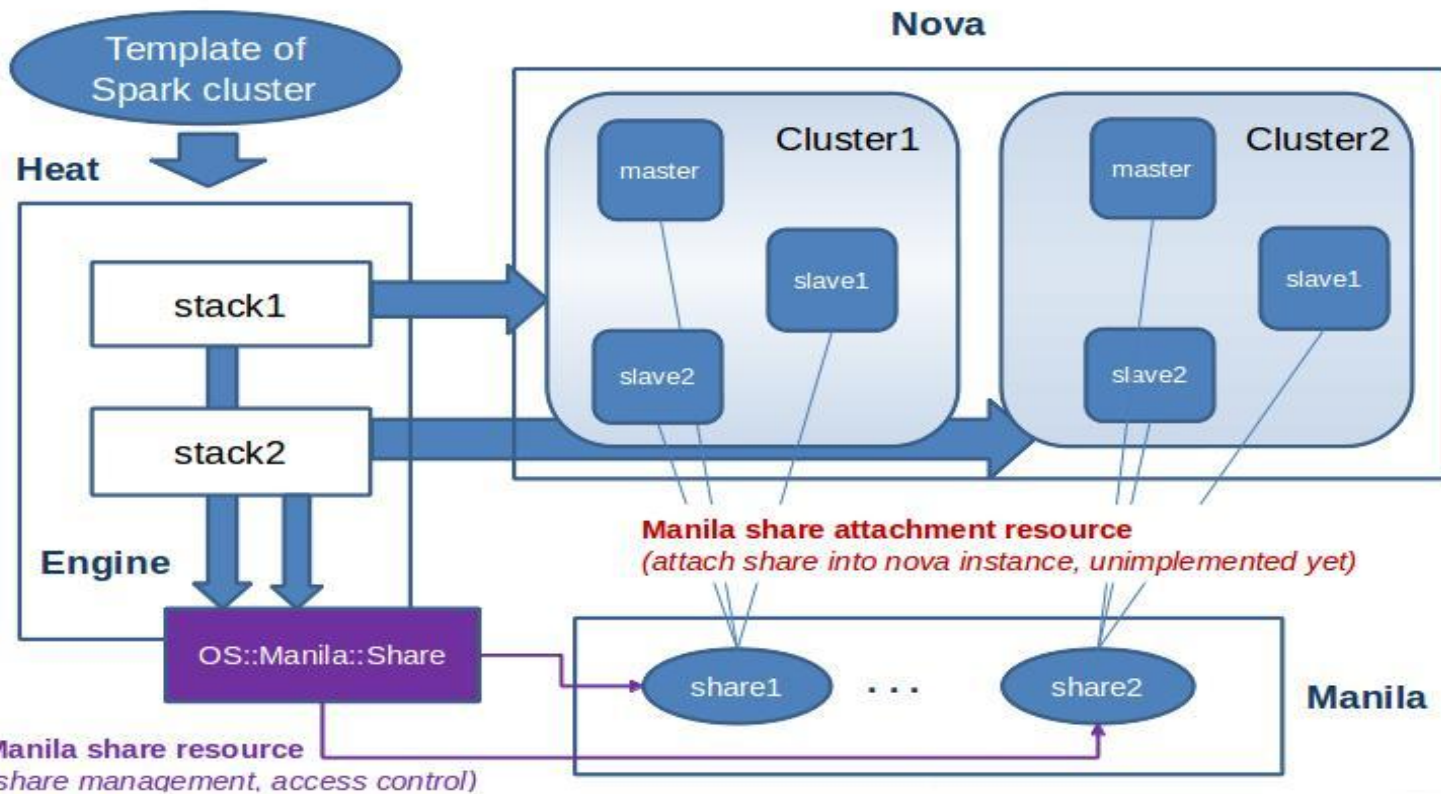 Nova
Template of
Spark cluster
Heat
Cluster1
master
slave1
slave2
Cluster2
master
slave1
slave2
stack1
stack2
Engine
Manila share attachment resource
(attach share into nova instance, unimplemented yet)
OS::Manila::Share
share1
. . .
share2
Manila
Manila share resource
(share management, access control)